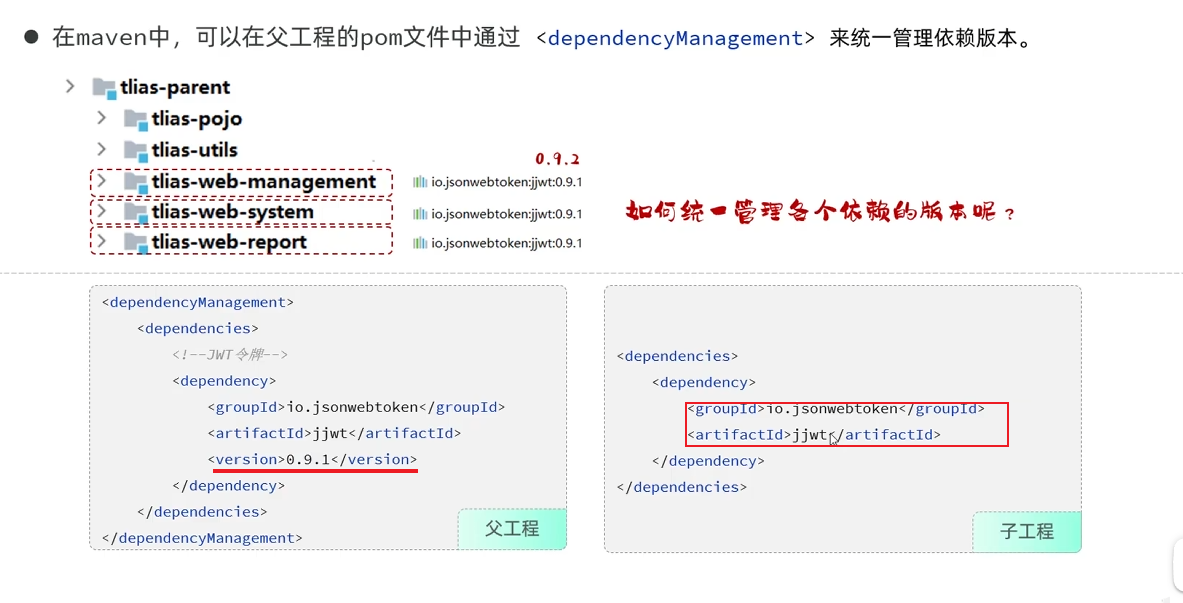 ● 在maven中，可以在父工程的pom文件中通过 <dependencyManagement> 来统一管理依赖版本。
tlias-parent
tlias-pojo
tlias-utils
0.9.2
tlias-web-management io.jsonwebtoken:jjwt:0.9.1
tlias-web-system io.jsonwebtoken:jjwt:0.9.1
如何统一管理各个依赖的版本呢？
tlias-web-report io.jsonwebtoken:jjwt:0.9.1
<dependencyManagement>
<dependencies>
<!--JWT令牌-->
<dependency>
<groupId>io.jsonwebtoken</groupId>
<artifactId>jjwt</artifactId>
<version>0.9.1</version>
</dependency>
</dependencies>
</dependencyManagement>
父工程
<dependencies>
<dependency>
<groupId>io.jsonwebtoken</groupId>
<artifactId>jjwt</artifactId>
</dependency>
</dependencies>
子工程